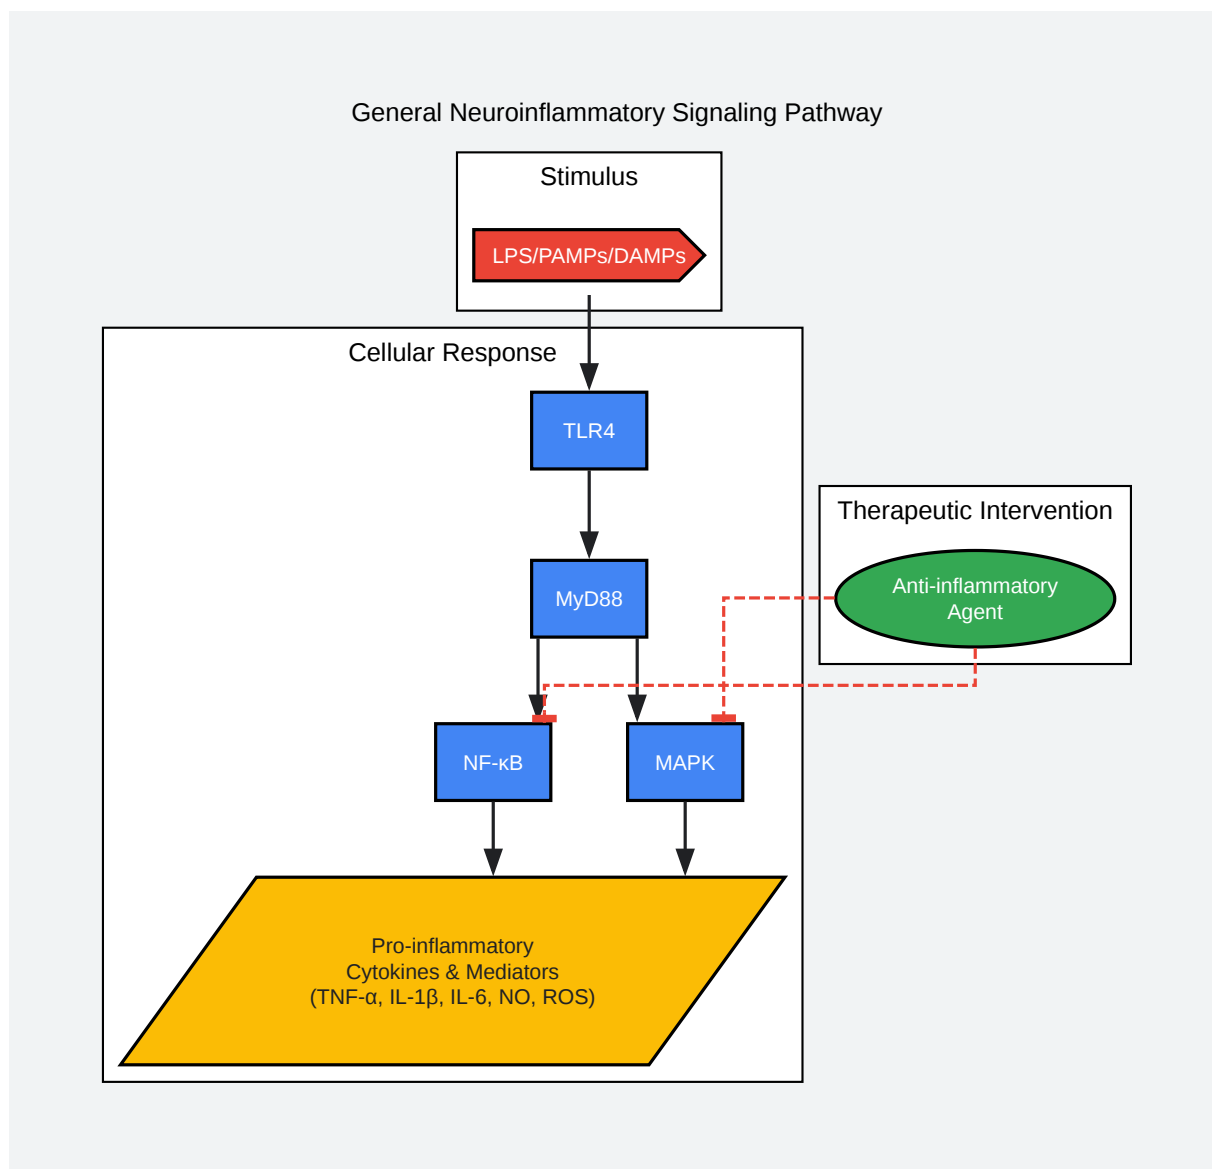 General Neuroinflammatory Signaling Pathway
Stimulus
LPS/PAMPs/DAMPs
Cellular Response
TLR4
Therapeutic Intervention
Anti-inflammatory
Agent
MyD88
NF-κB
MAPK
Pro-inflammatory
Cytokines & Mediators
(TNF-α, IL-1β, IL-6, NO, ROS)